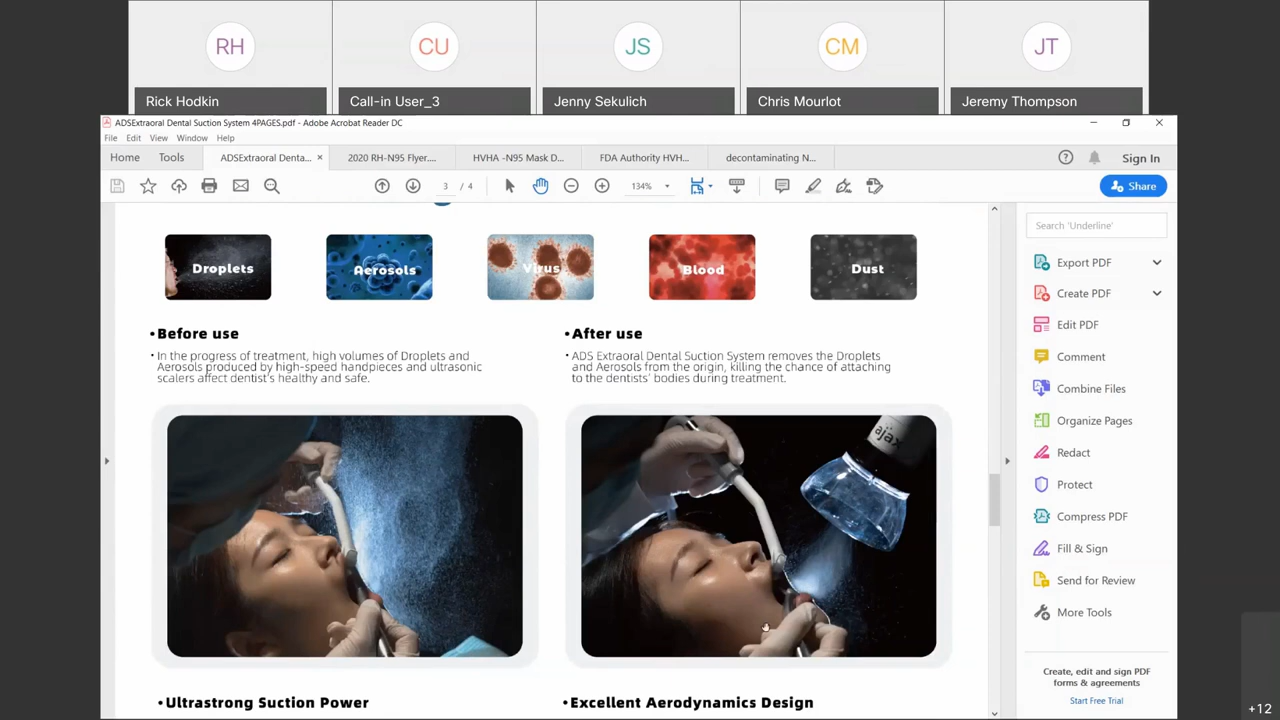 RH
CU
JS
CM
JT
Rick Hodkin
Call-in User_3
Jenny Sekulich
Chris Mourlot
Jeremy Thompson
ADSExtraoral Dental Suction System 4PAGES.pdf - Adobe Acrobat Reader DC
File Edit View Window Help
Home Tools ADSExtraoral Denta... × 2020 RH-N95 Flyer.... HVHA -N95 Mask D... FDA Authority HVH... decontaminating N... Sign In
3 / 4 134% Share
Droplets
Aerosols
Virus
Blood
Dust
•Before use
• In the progress of treatment, high volumes of Droplets and
Aerosols produced by high-speed handpieces and ultrasonic
scalers affect dentist's healthy and safe.
•After use
• ADS Extraoral Dental Suction System removes the Droplets
and Aerosols from the origin, killing the chance of attaching
to the dentists' bodies during treatment.
ajax
•Ultrastrong Suction Power
•Excellent Aerodynamics Design
Search 'Underline'
Export PDF
Create PDF
Edit PDF
Comment
Combine Files
Organize Pages
Redact
Protect
Compress PDF
Fill & Sign
Send for Review
More Tools
Create, edit and sign PDF
forms & agreements
Start Free Trial
+12